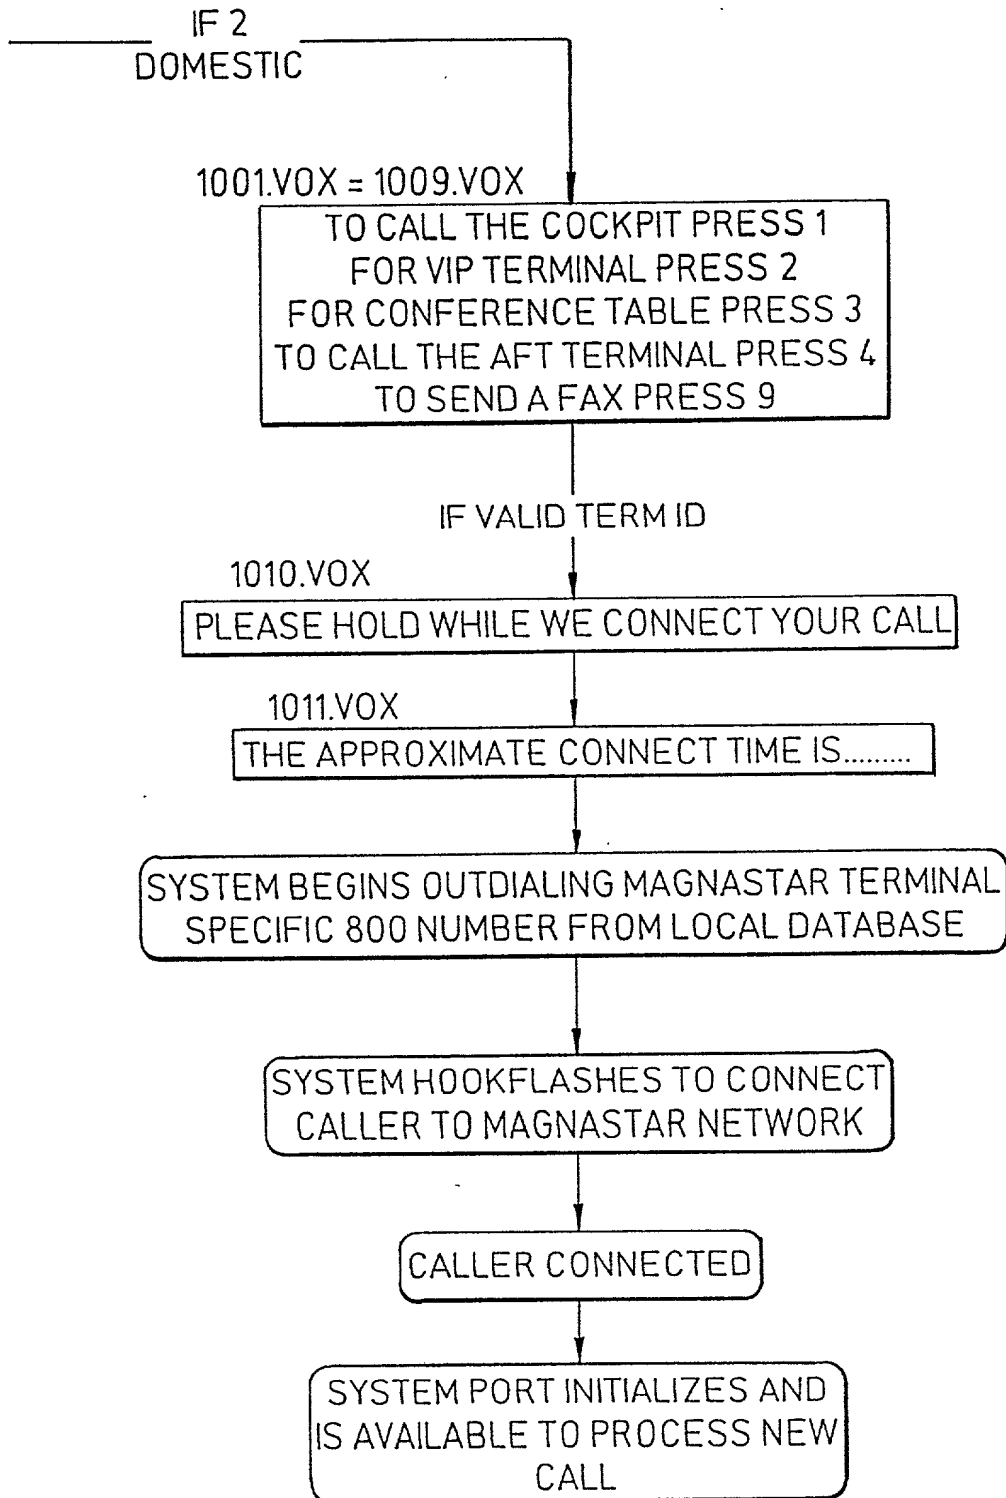 IF 2
DOMESTIC
1001.VOX = 1009.VOX
TO CALL THE COCKPIT PRESS 1
FOR VIP TERMINAL PRESS 2
FOR CONFERENCE TABLE PRESS 3
TO CALL THE AFT TERMINAL PRESS 4
TO SEND A FAX PRESS 9
IF VALID TERM ID
1010.VOX
PLEASE HOLD WHILE WE CONNECT YOUR CALL
1011.VOX
THE APPROXIMATE CONNECT TIME IS.........
SYSTEM BEGINS OUTDIALING MAGNASTAR TERMINAL
SPECIFIC 800 NUMBER FROM LOCAL DATABASE
SYSTEM HOOKFLASHES TO CONNECT
CALLER TO MAGNASTAR NETWORK
CALLER CONNECTED
SYSTEM PORT INITIALIZES AND
IS AVAILABLE TO PROCESS NEW
CALL